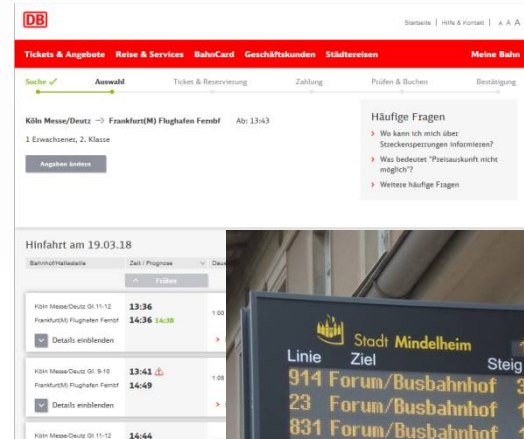 DB
Startseite | Hilfe & Kontakt | A A A
Tickets & Angebote Reise & Services BahnCard Geschäftskunden Städtereisen Meine Bahn
Suche Auswahl Ticket & Reservierung Zahlung Prüfen & Buchen Bestätigung
Köln Messe/Deutz → Frankfurt(M) Flughafen Fernbf Ab: 13:43
1 Erwachsener, 2. Klasse
Angaben ändern
Häufige Fragen
Wo kann ich mich über
Streckensperrungen informieren?
Was bedeutet "Preisauskunft nicht
möglich"?
Weitere häufige Fragen
Hinfahrt am 19.03.18
Bahnhof/Haltestelle Zeit / Prognose
Früher
Köln Messe/Deutz Gl.11-12 13:36
Frankfurt(M) Flughafen Fernbf 14:36 14:38
1:00
Details einblenden
Köln Messe/Deutz Gl. 9-10 13:41
Frankfurt(M) Flughafen Fernbf 14:49
1:08
Details einblenden
Köln Messe/Deutz Gl.11-12 14:44
Stadt Mindelheim
Linie Ziel Steig
914 Forum/Busbahnhof 3
23 Forum/Busbahnhof
831 Forum/Busbahnhof